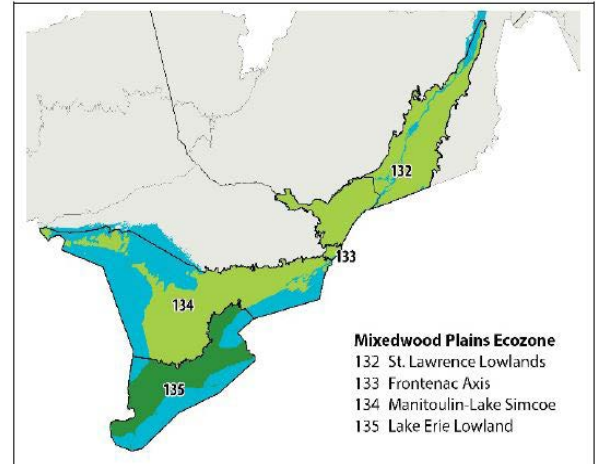 132
133
134
135
Mixedwood Plains Ecozone
132 St. Lawrence Lowlands
133 Frontenac Axis
134 Manitoulin-Lake Simcoe
135 Lake Erie Lowland